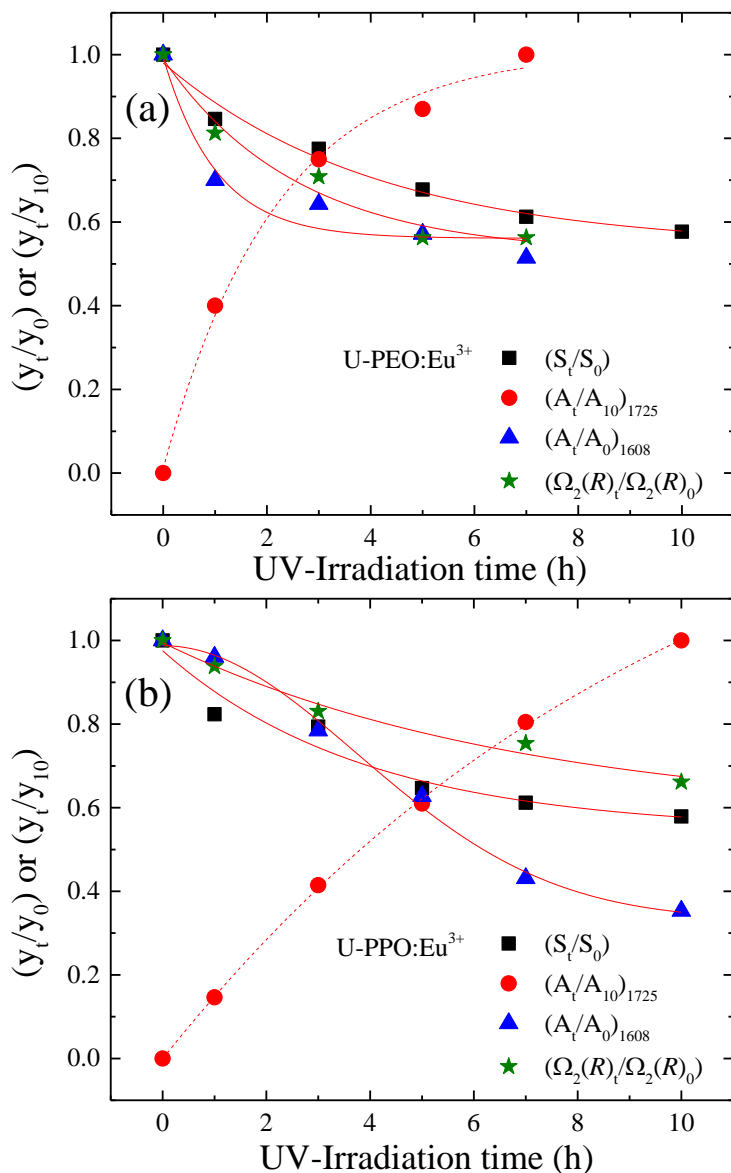 (a)
(yₜ/y₀) or (yₜ/y₁₀)
1.0
0.8
0.6
0.4
0.2
0.0
U-PEO:Eu³⁺
(Sₜ/S₀)
(Aₜ/A₁₀)₁₇₂₅
(Aₜ/A₀)₁₆₀₈
(Ω₂(R)ₜ/Ω₂(R)₀)
0 2 4 6 8 10
UV-Irradiation time (h)
(b)
(yₜ/y₀) or (yₜ/y₁₀)
1.0
0.8
0.6
0.4
0.2
0.0
U-PPO:Eu³⁺
(Sₜ/S₀)
(Aₜ/A₁₀)₁₇₂₅
(Aₜ/A₀)₁₆₀₈
(Ω₂(R)ₜ/Ω₂(R)₀)
0 2 4 6 8 10
UV-Irradiation time (h)